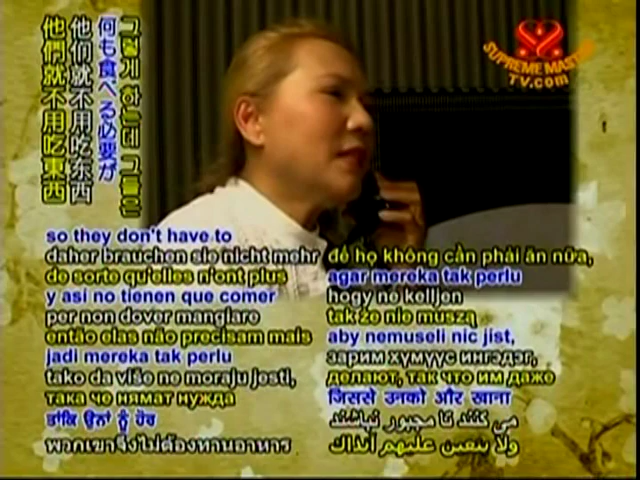 그렇게 하는데 그들은
何も食べる必要が
他们就不用吃东西
他們就不用吃東西
SUPREME MASTER
TV.com
so they don't have to
daher brauchen sie nicht mehr
de sorte qu'elles n'ont plus
y así no tienen que comer
per non dover mangiare
então elas não precisam mais
jadi mereka tak perlu
tako da više ne moraju jesti,
така че нямат нужда
ਤਾਂਕਿ ਉਨਾਂ ਨੂੰ ਹੋਰ
พวกเขาจึงไม่ต้องทานอาหาร
để họ không cần phải ăn nữa,
agar mereka tak perlu
hogy ne kelljen
tak że nie muszą
aby nemuseli nic jíst,
зарим хүмүүс ингэдэг,
делают, так что им даже
जिससे उनको और खाना
می کنند تا مجبور نباشند
ولا يتعين عليهم آنذاك